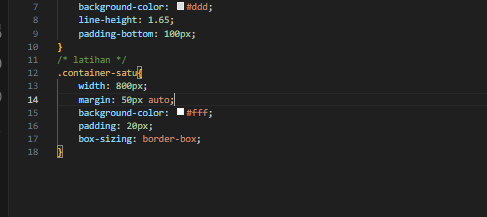 7 background-color: #ddd;
8 line-height: 1.65;
9 padding-bottom: 100px;
10 }
11 /* latihan */
12 .container-satu{
13 width: 800px;
14 margin: 50px auto;
15 background-color: #fff;
16 padding: 20px;
17 box-sizing: border-box;
18 }